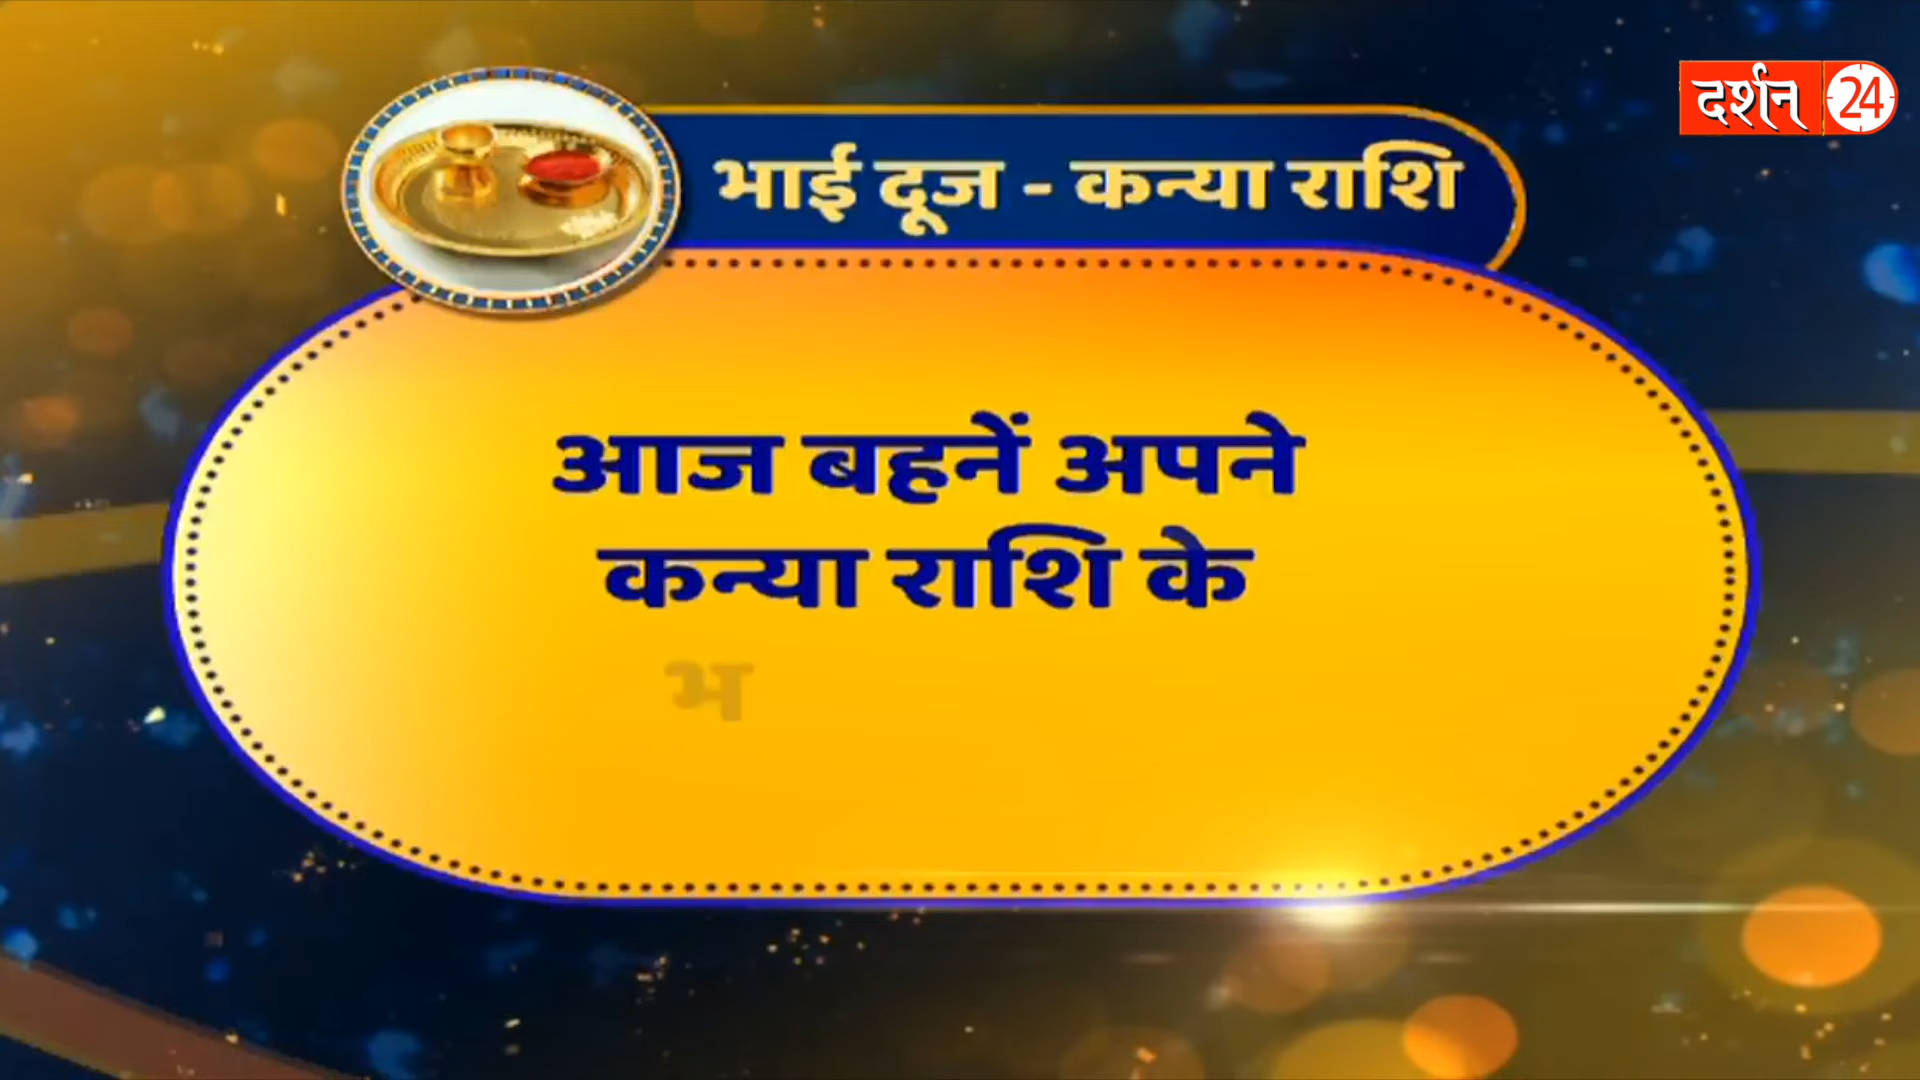 दर्शन 24
भाई दूज - कन्या राशि
आज बहनें अपने
कन्या राशि के
भ